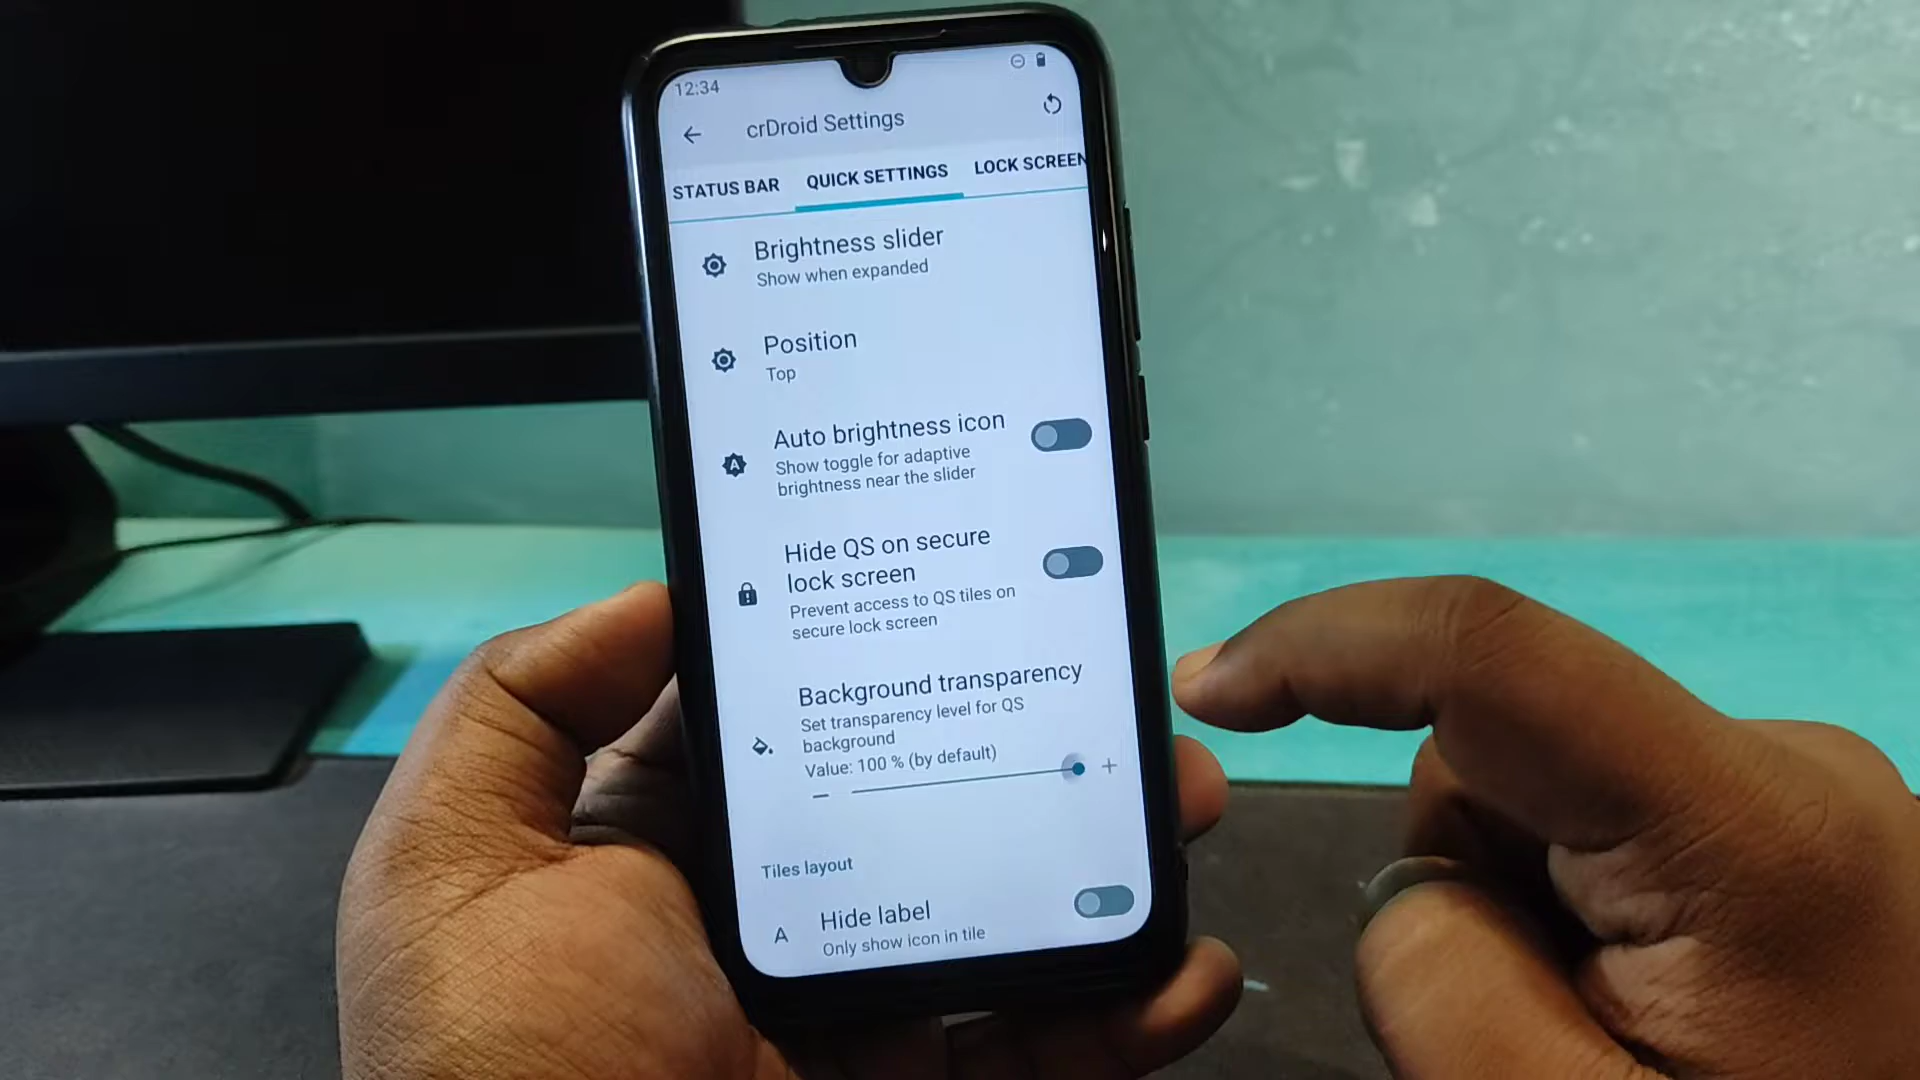 12:34
crDroid Settings
STATUS BAR
QUICK SETTINGS
LOCK SCREEN
Brightness slider
Show when expanded
Position
Top
Auto brightness icon
Show toggle for adaptive
brightness near the slider
Hide QS on secure
lock screen
Prevent access to QS tiles on
secure lock screen
Background transparency
Set transparency level for QS
background
Value: 100 % (by default)
Tiles layout
A
Hide label
Only show icon in tile